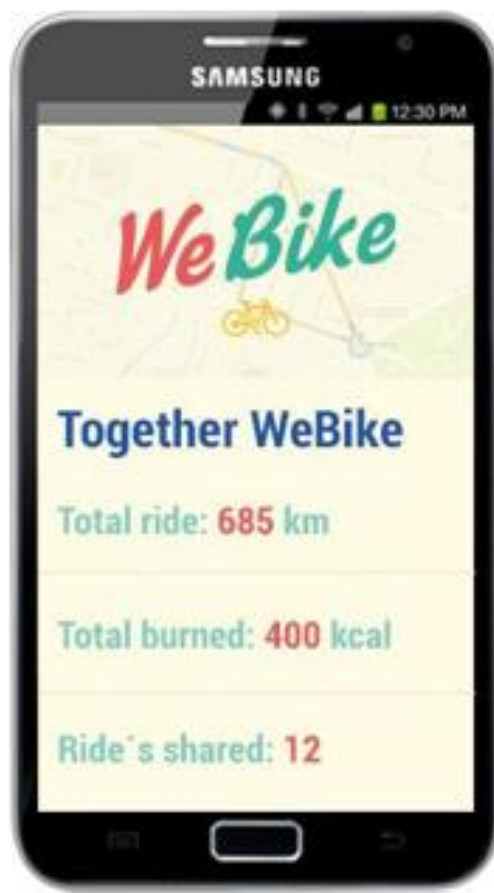 SAMSUNG
12:30 PM
WeBike
Together WeBike
Total ride: 685 km
Total burned: 400 kcal
Ride`s shared: 12